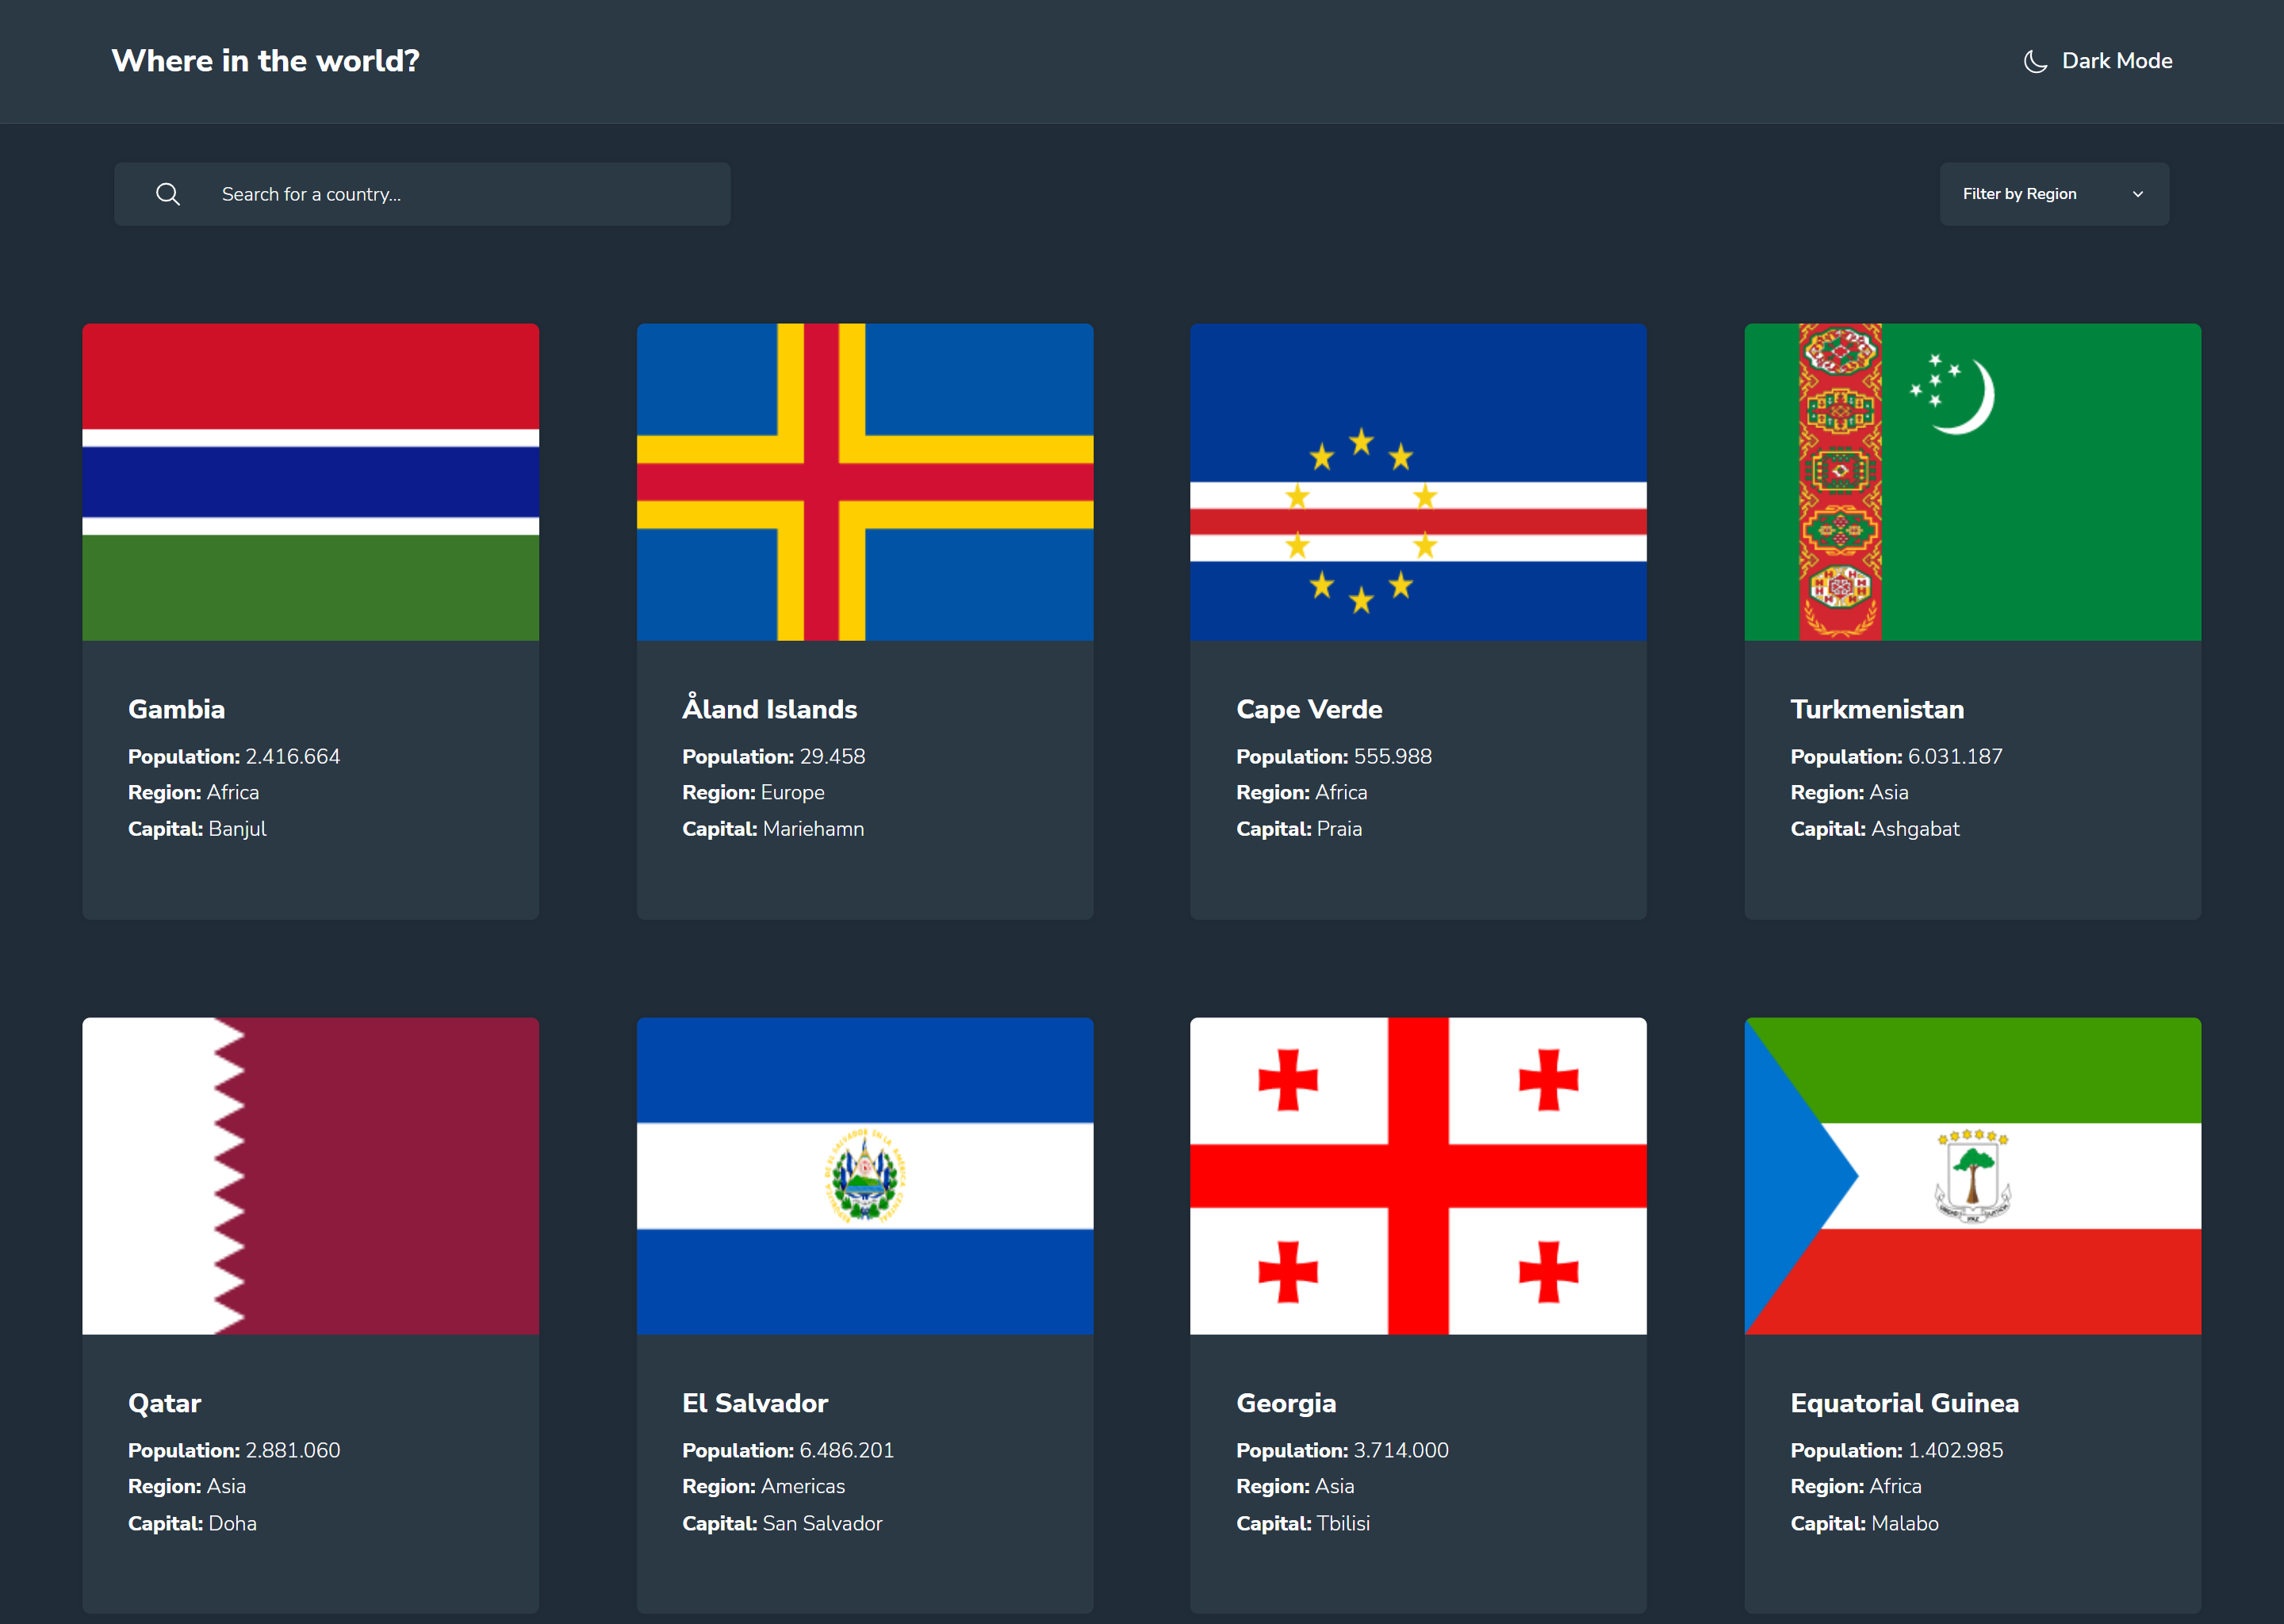 Where in the world?
Dark Mode
Search for a country...
Filter by Region
Gambia
Population: 2.416.664
Region: Africa
Capital: Banjul
Åland Islands
Population: 29.458
Region: Europe
Capital: Mariehamn
Cape Verde
Population: 555.988
Region: Africa
Capital: Praia
Turkmenistan
Population: 6.031.187
Region: Asia
Capital: Ashgabat
Qatar
Population: 2.881.060
Region: Asia
Capital: Doha
El Salvador
Population: 6.486.201
Region: Americas
Capital: San Salvador
Georgia
Population: 3.714.000
Region: Asia
Capital: Tbilisi
Equatorial Guinea
Population: 1.402.985
Region: Africa
Capital: Malabo